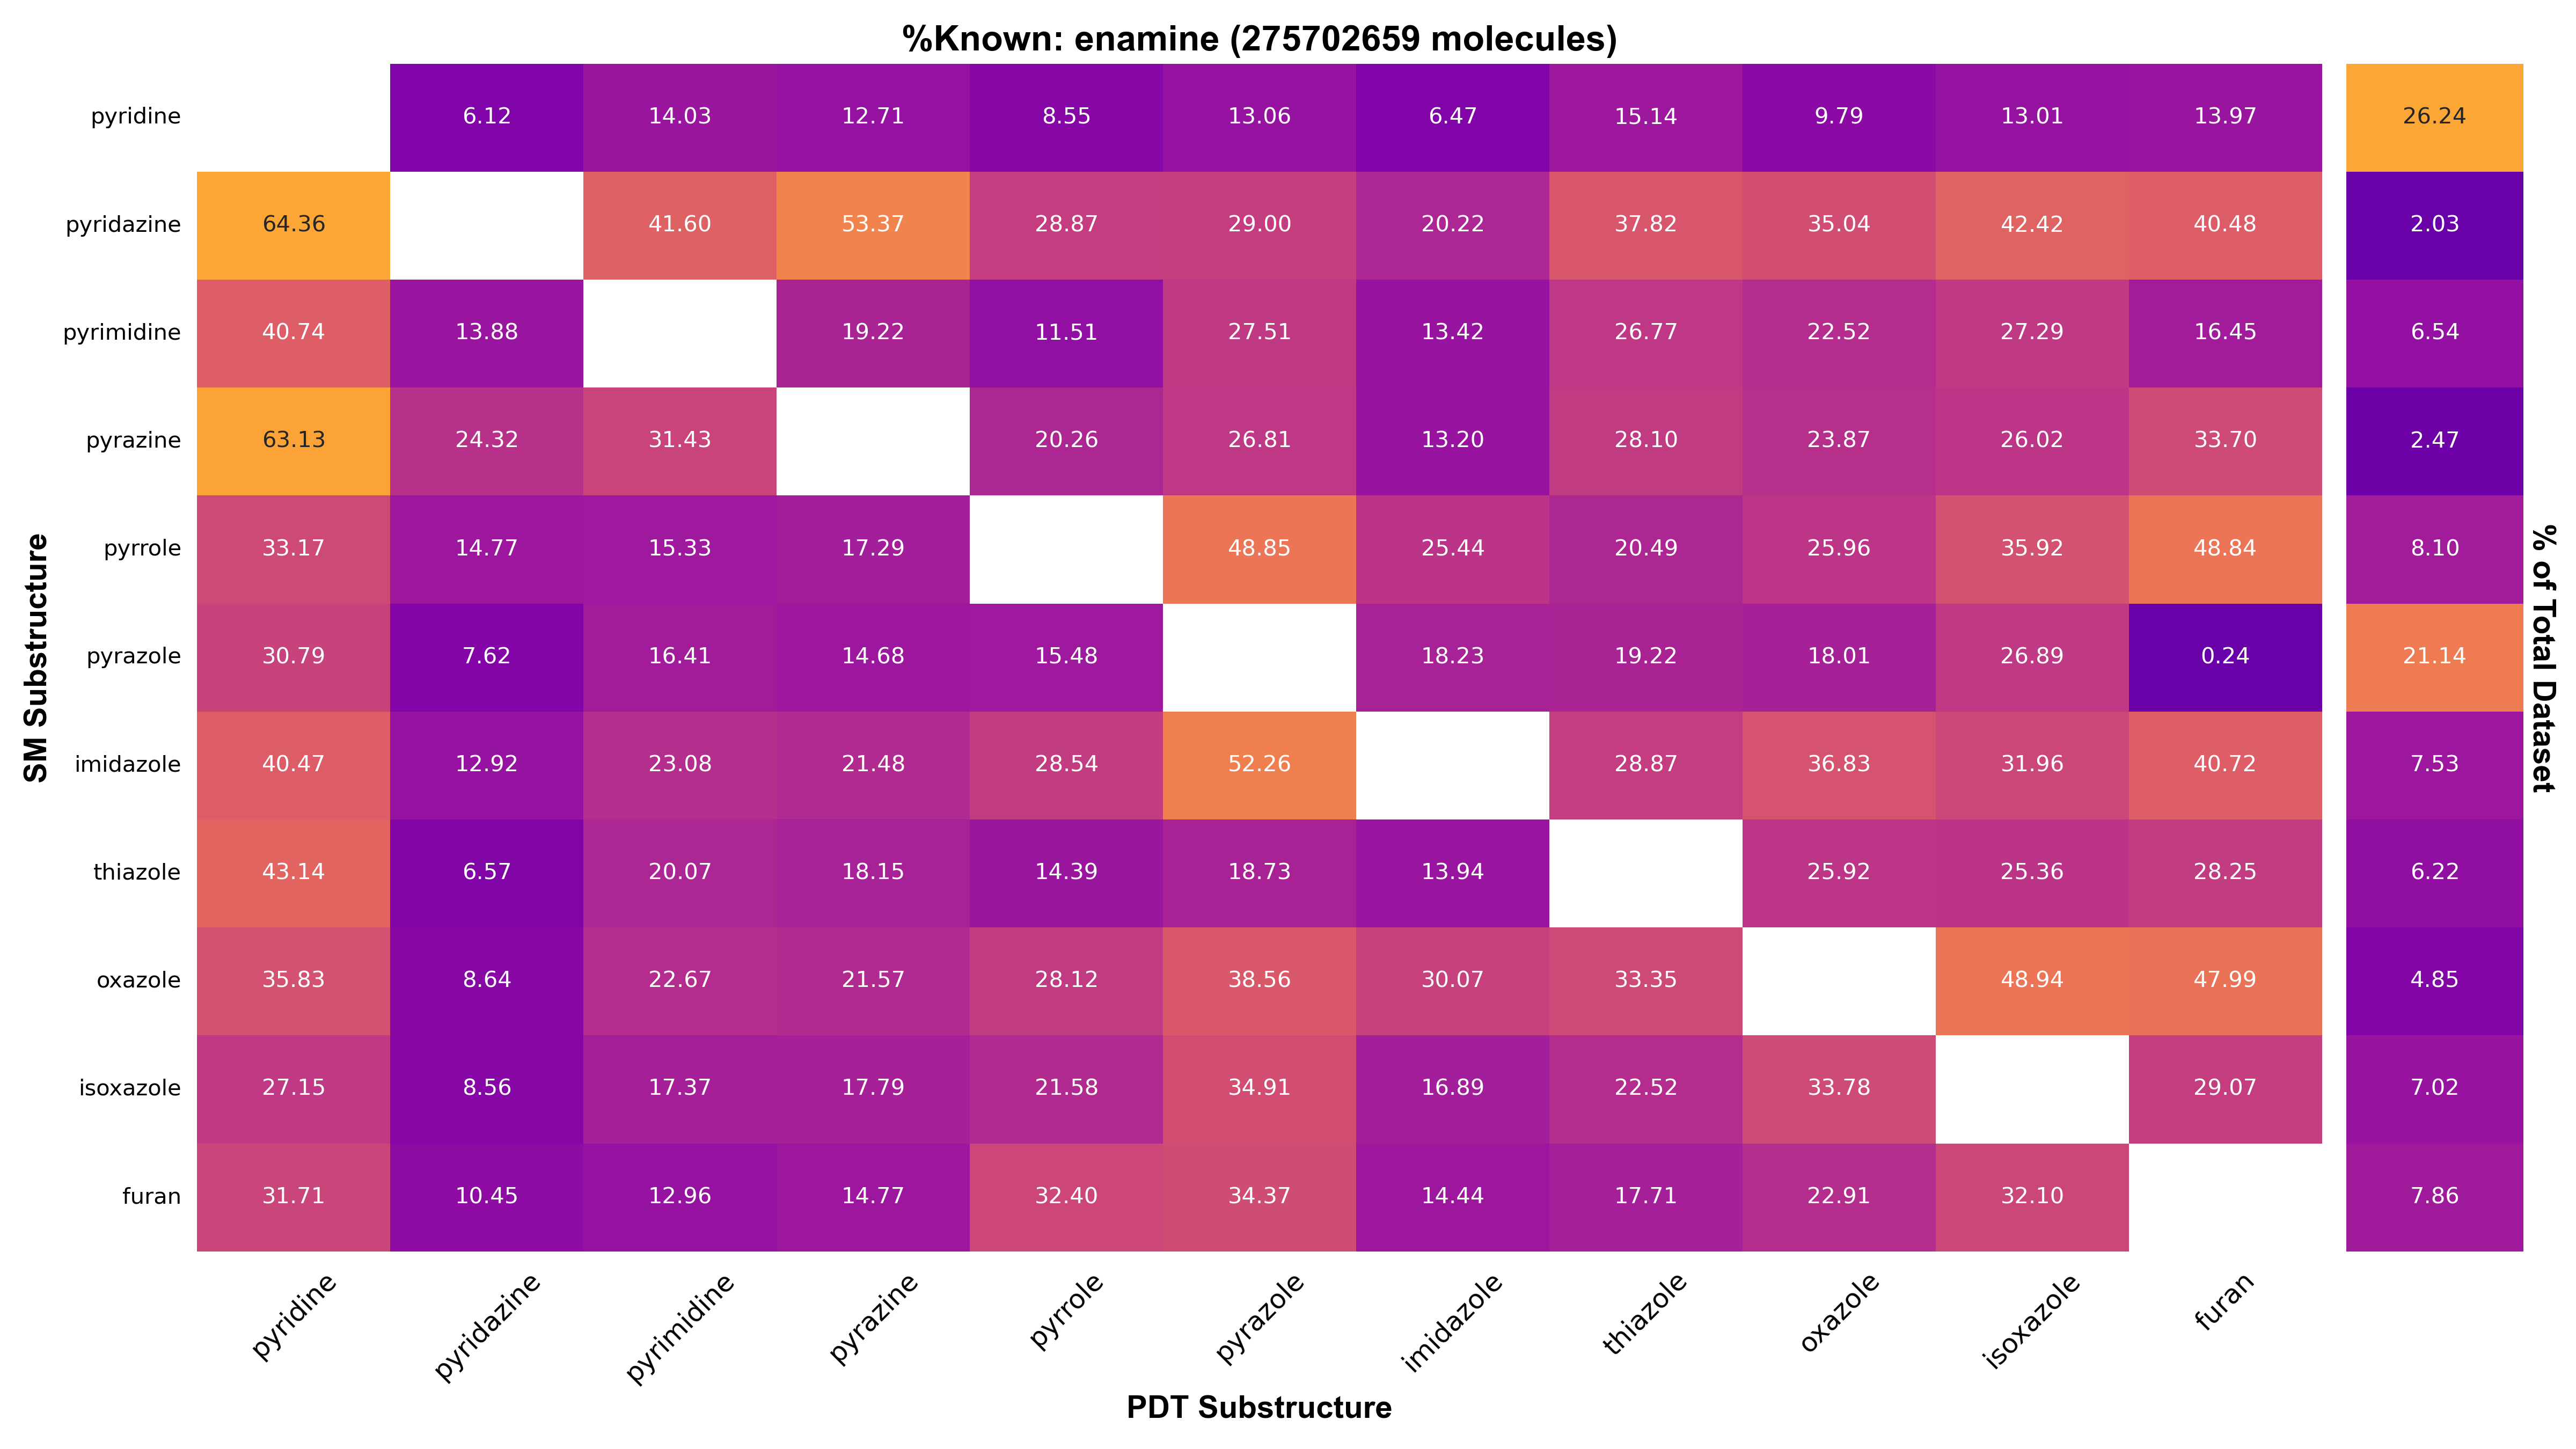 %Known: enamine (275702659 molecules)
pyridine 6.12 14.03 12.71 8.55 13.06 6.47 15.14 9.79 13.01 13.97 26.24
pyridazine 64.36 41.60 53.37 28.87 29.00 20.22 37.82 35.04 42.42 40.48 2.03
pyrimidine 40.74 13.88 19.22 11.51 27.51 13.42 26.77 22.52 27.29 16.45 6.54
pyrazine 63.13 24.32 31.43 20.26 26.81 13.20 28.10 23.87 26.02 33.70 2.47
pyrrole 33.17 14.77 15.33 17.29 48.85 25.44 20.49 25.96 35.92 48.84 8.10
pyrazole 30.79 7.62 16.41 14.68 15.48 18.23 19.22 18.01 26.89 0.24 21.14
imidazole 40.47 12.92 23.08 21.48 28.54 52.26 28.87 36.83 31.96 40.72 7.53
thiazole 43.14 6.57 20.07 18.15 14.39 18.73 13.94 25.92 25.36 28.25 6.22
oxazole 35.83 8.64 22.67 21.57 28.12 38.56 30.07 33.35 48.94 47.99 4.85
isoxazole 27.15 8.56 17.37 17.79 21.58 34.91 16.89 22.52 33.78 29.07 7.02
furan 31.71 10.45 12.96 14.77 32.40 34.37 14.44 17.71 22.91 32.10 7.86
pyridine pyridazine pyrimidine pyrazine pyrrole pyrazole imidazole thiazole oxazole isoxazole furan
PDT Substructure
SM Substructure
% of Total Dataset